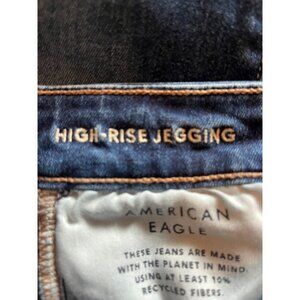 HIGH-RISE JEGGING
AMERICAN
EAGLE
THESE JEANS ARE MADE
WITH THE PLANET IN MIND.
USING AT LEAST 10%
RECYCLED FIBERS.